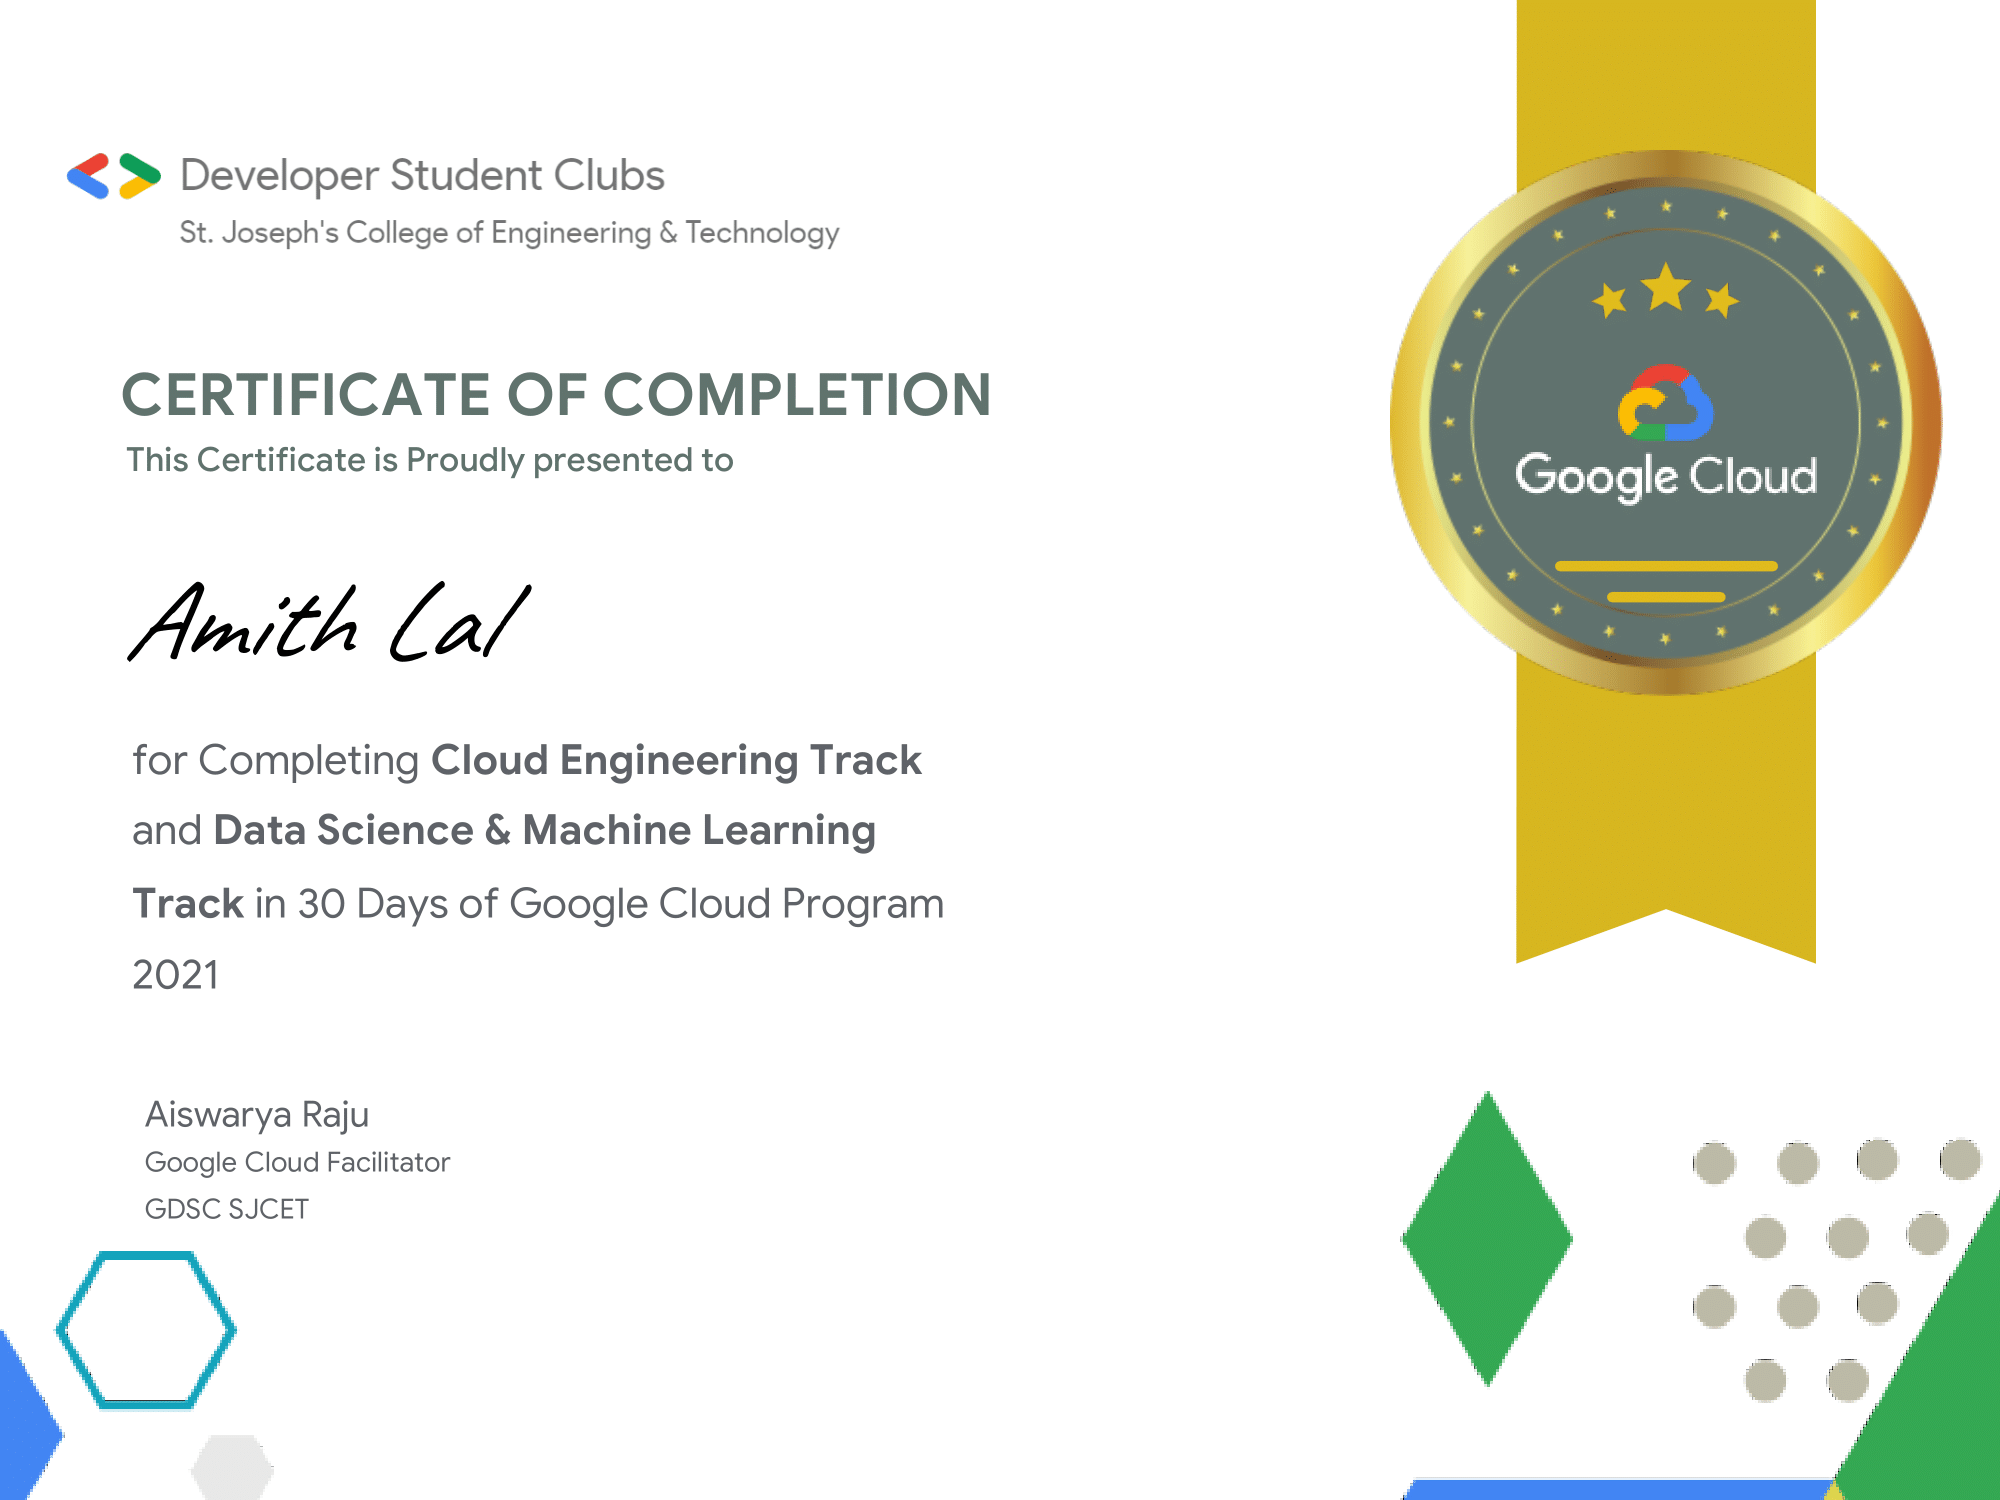 Developer Student Clubs
St. Joseph's College of Engineering & Technology
CERTIFICATE OF COMPLETION
This Certificate is Proudly presented to
Amith Lal
for Completing Cloud Engineering Track
and Data Science & Machine Learning
Track in 30 Days of Google Cloud Program
2021
Aiswarya Raju
Google Cloud Facilitator
GDSC SJCET
Google Cloud